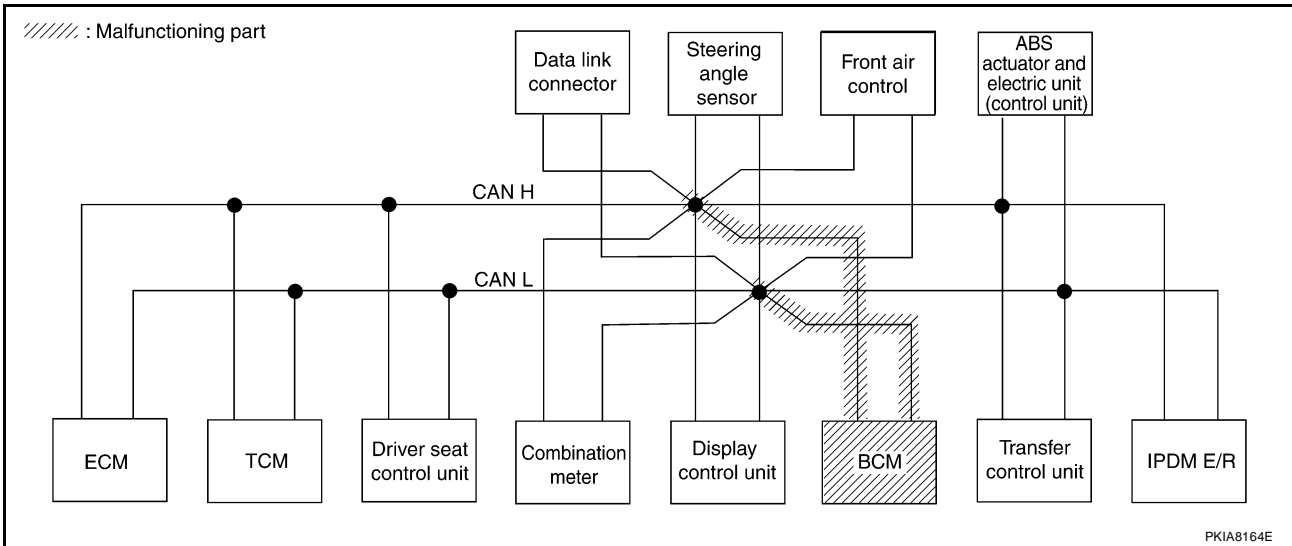 : Malfunctioning part
Data link
connector
Steering
angle
sensor
Front air
control
ABS
actuator and
electric unit
(control unit)
CAN H
CAN L
ECM
TCM
Driver seat
control unit
Combination
meter
Display
control unit
BCM
Transfer
control unit
IPDM E/R
PKIA8164E